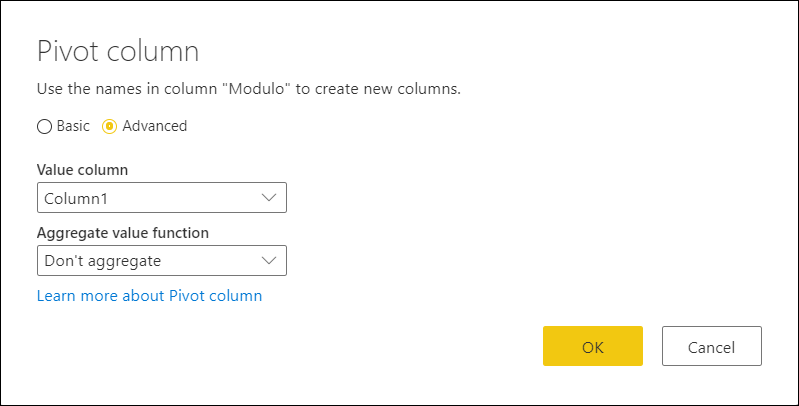 Pivot column
Use the names in column "Modulo" to create new columns.
Basic Advanced
Value column
Column1
Aggregate value function
Don't aggregate
Learn more about Pivot column
OK Cancel